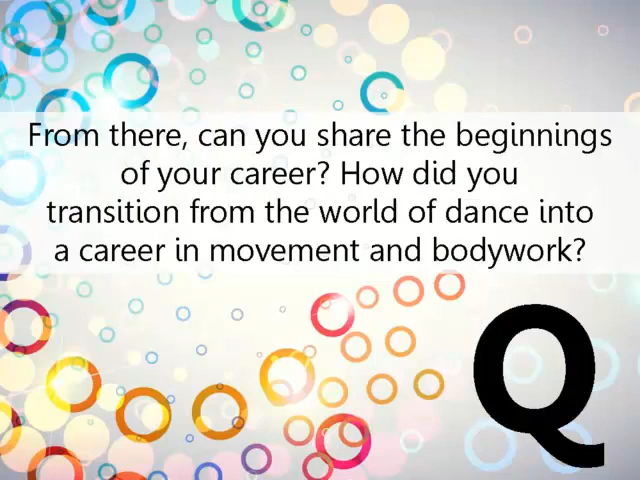 From there, can you share the beginnings
of your career? How did you
transition from the world of dance into
a career in movement and bodywork?
Q